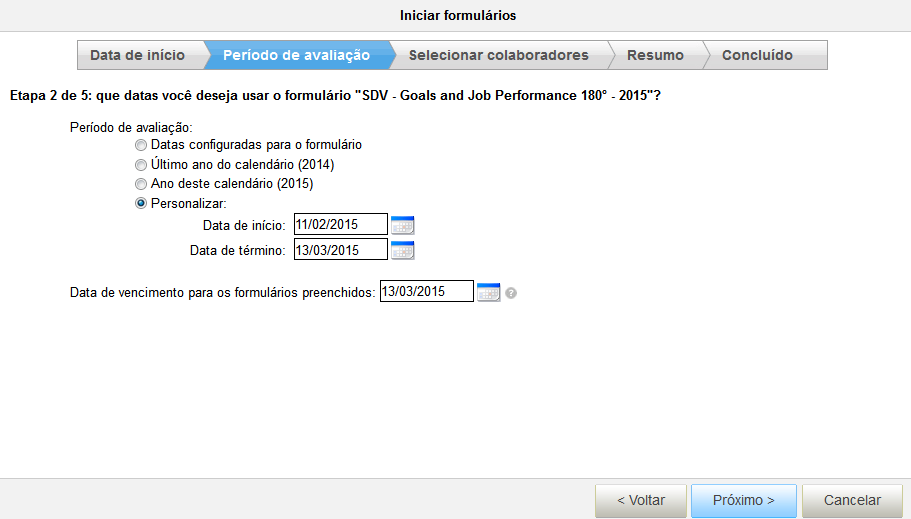 Iniciar formulários
Data de início Período de avaliação Selecionar colaboradores Resumo Concluído
Etapa 2 de 5: que datas você deseja usar o formulário "SDV - Goals and Job Performance 180° - 2015"?
Período de avaliação:
Datas configuradas para o formulário
Último ano do calendário (2014)
Ano deste calendário (2015)
Personalizar:
Data de início: 11/02/2015
Data de término: 13/03/2015
Data de vencimento para os formulários preenchidos: 13/03/2015 ?
< Voltar Próximo > Cancelar